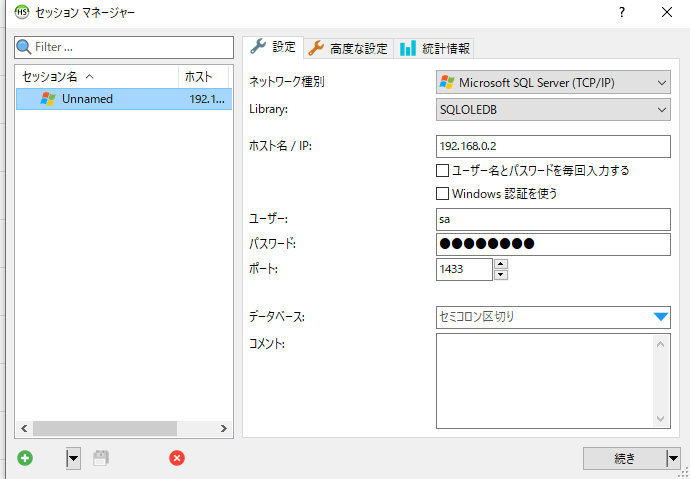 HS セッション マネージャー ? ×
Filter ...
セッション名 ホスト
Unnamed 192.1...
設定 高度な設定 統計情報
ネットワーク種別 Microsoft SQL Server (TCP/IP)
Library: SQLOLEDB
ホスト名 / IP: 192.168.0.2
ユーザー名とパスワードを毎回入力する
Windows 認証を使う
ユーザー: sa
パスワード: ●●●●●●●●
ポート: 1433
データベース: セミコロン区切り
コメント:
続き